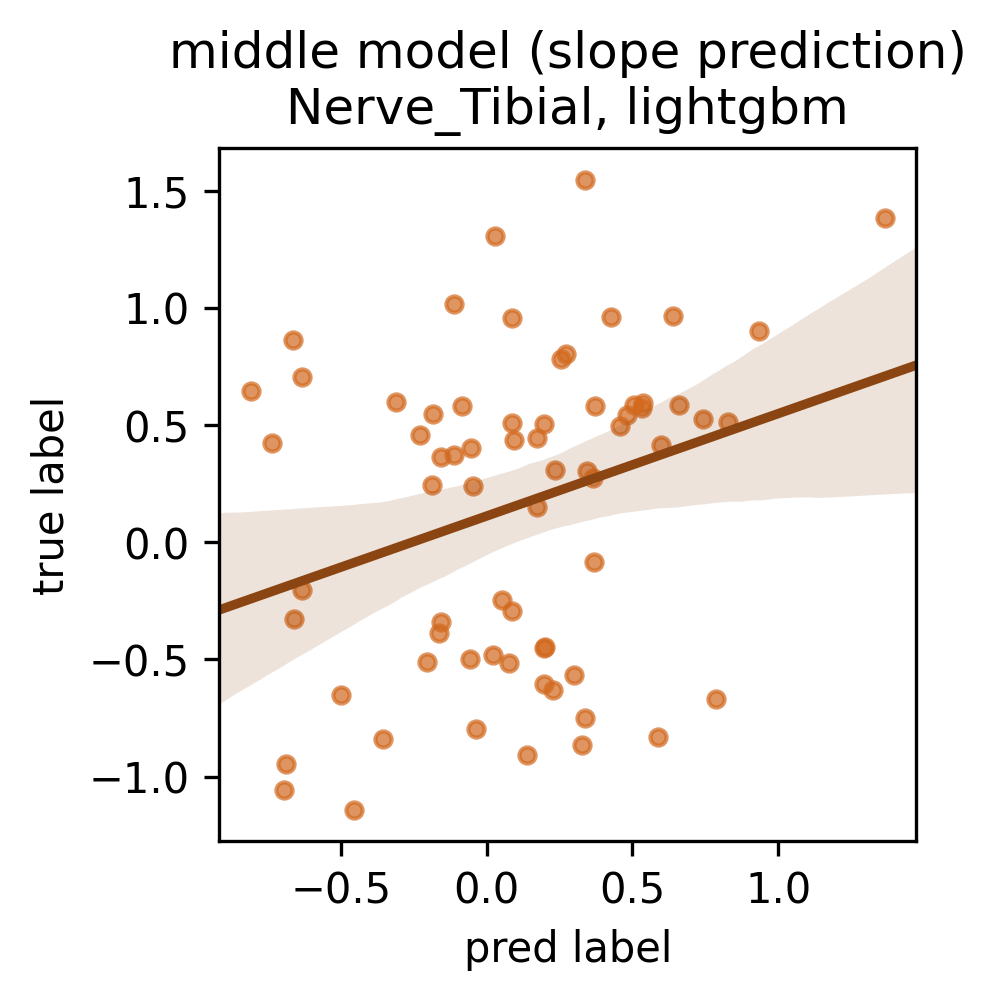 middle model (slope prediction)
Nerve_Tibial, lightgbm
1.5
1.0
0.5
0.0
−0.5
−1.0
true label
−0.5 0.0 0.5 1.0
pred label